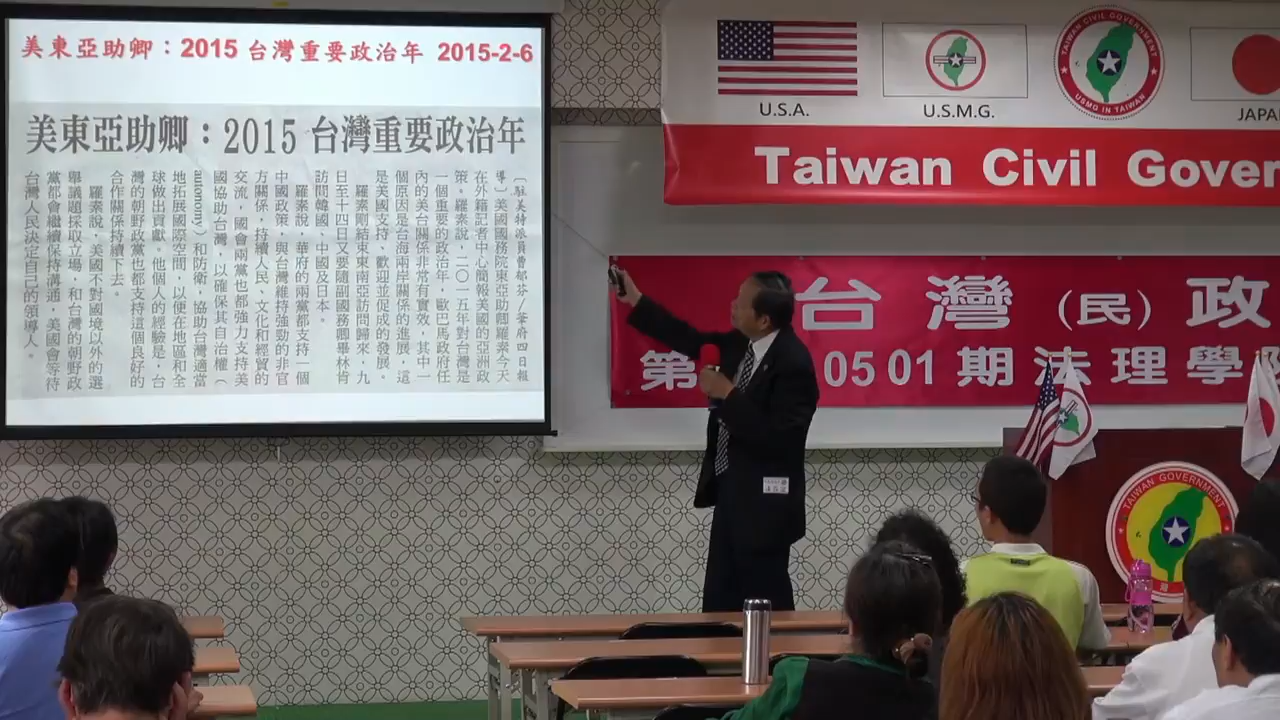 美東亞助卿：2015 台灣重要政治年 2015-2-6
美東亞助卿：2015 台灣重要政治年
〔駐美特派員曹郁芬／華府四日報
導〕美國國務院東亞助卿羅素今天
在外籍記者中心簡報美國的亞洲政
策。羅素說，二〇一五年對台灣是
一個重要的政治年，歐巴馬政府任
內的美台關係非常有實效，其中一
個原因是台海兩岸關係的進展，這
是美國支持、歡迎並促成的發展。
羅素剛結束東南亞訪問歸來，九
日至十四日又要隨副國務卿畢林肯
訪問韓國、中國及日本。
羅素說，華府的兩黨都支持一個
中國政策，與台灣維持強勁的非官
方關係，持續人民、文化和經貿的
交流，國會兩黨也都強力支持美
國協助台灣，以確保其自治權（
autonomy）和防衛，協助台灣適當
地拓展國際空間，以便在地區和全
球做出貢獻。他個人的經驗是，台
灣的朝野政黨也都支持這個良好的
合作關係持續下去。
羅素說，美國不對國境以外的選
舉議題採取立場，和台灣的朝野政
黨都會繼續保持溝通，美國會等待
台灣人民決定自己的領導人。
U.S.A.
U.S.M.G.
TAIWAN CIVIL GOVERNMENT
USMG IN TAIWAN
JAPA
Taiwan Civil Gover
台灣（民）政
第 0501期法理學
TAIWAN GOVERNMENT